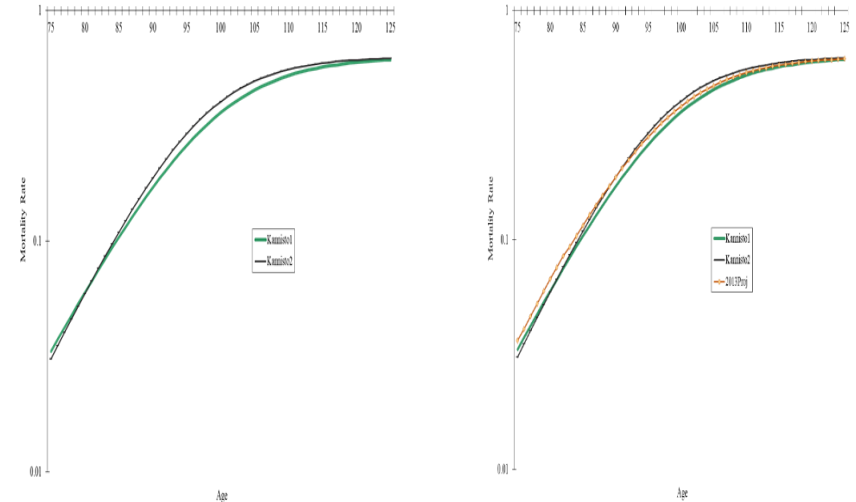 1
75 80 85 90 95 100 105 110 115 120 125
Mortality Rate
0.1
Kannisto1
Kannisto2
0.01
Age
1
75 80 85 90 95 100 105 110 115 120 125
Mortality Rate
0.1
Kannisto1
Kannisto2
2013Proj
0.01
Age